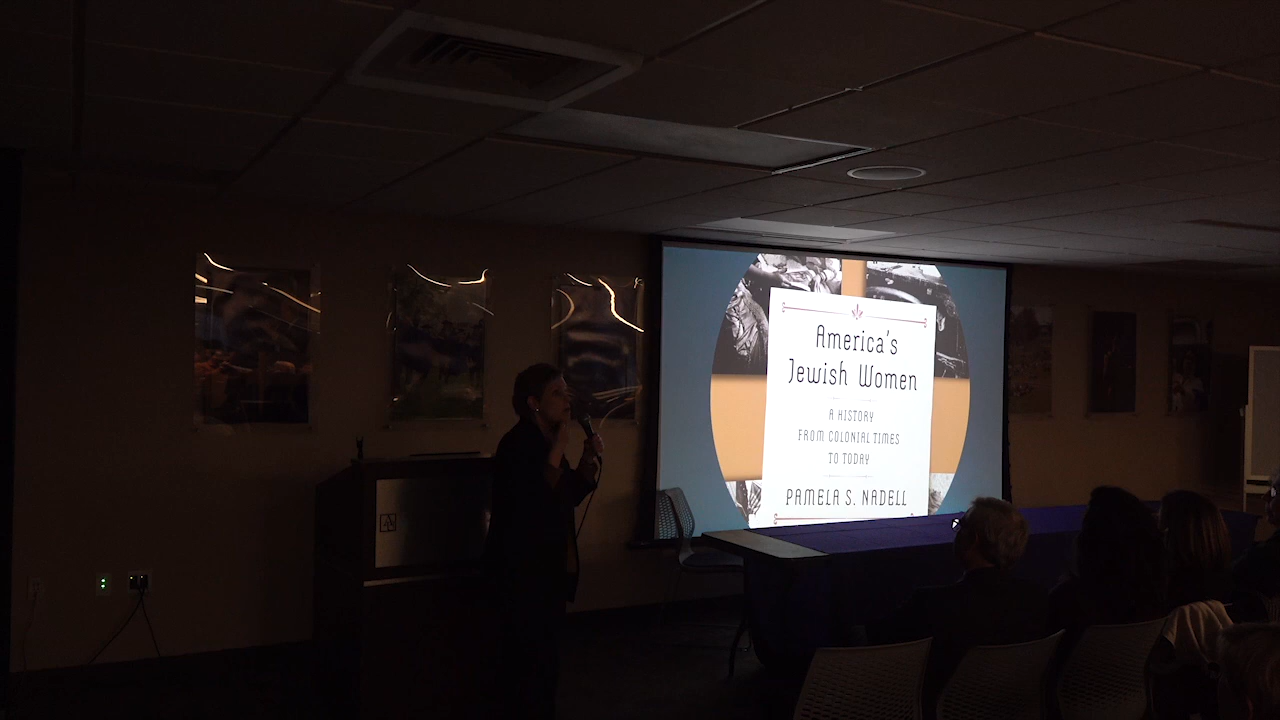 America's
Jewish Women
A HISTORY
FROM COLONIAL TIMES
TO TODAY
PAMELA S. NADELL